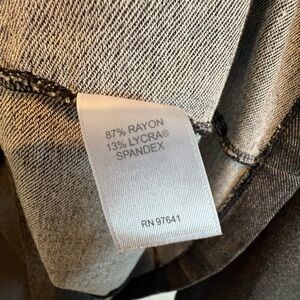 87% RAYON
13% LYCRA®
SPANDEX
RN 97641